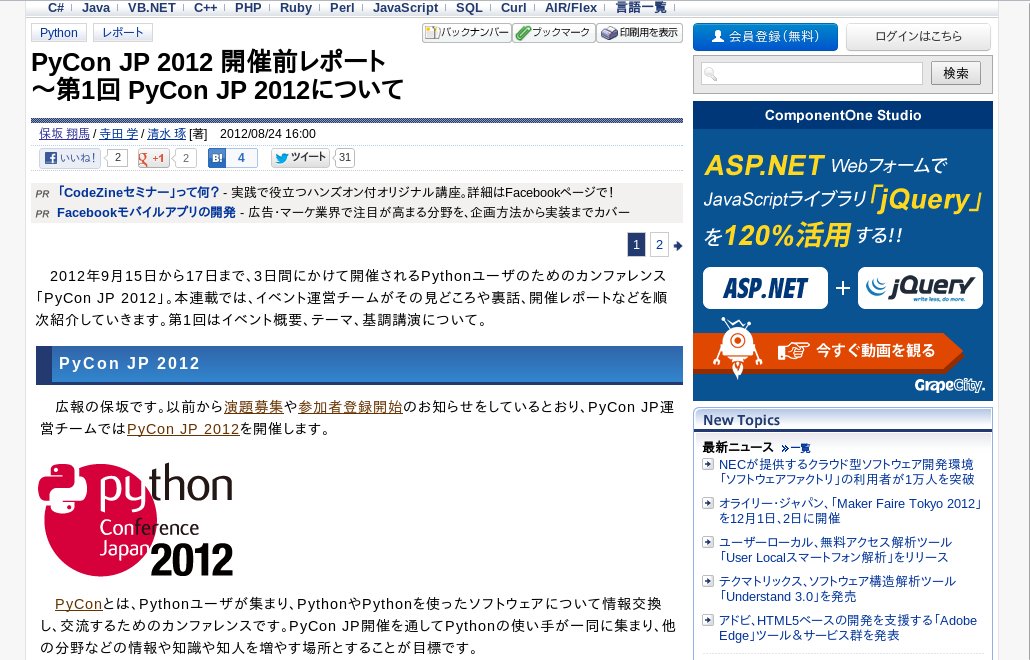 C# Java VB.NET C++ PHP Ruby Perl JavaScript SQL Curl AIR/Flex 言語一覧
Python レポート
バックナンバー ブックマーク 印刷用を表示
PyCon JP 2012 開催前レポート
～第1回 PyCon JP 2012について
保坂 翔馬 / 寺田 学 / 清水 琢 [著] 2012/08/24 16:00
いいね! 2 +1 2 B! 4 ツイート 31
PR 「CodeZineセミナー」って何？ - 実践で役立つハンズオン付オリジナル講座。詳細はFacebookページで!
PR Facebookモバイルアプリの開発 - 広告・マーケ業界で注目が高まる分野を、企画方法から実装までカバー
1 2
2012年9月15日から17日まで、3日間にかけて開催されるPythonユーザのためのカンファレンス
「PyCon JP 2012」。本連載では、イベント運営チームがその見どころや裏話、開催レポートなどを順
次紹介していきます。第1回はイベント概要、テーマ、基調講演について。
PyCon JP 2012
広報の保坂です。以前から演題募集や参加者登録開始のお知らせをしているとおり、PyCon JP運
営チームではPyCon JP 2012を開催します。
python
Conference
Japan
2012
PyConとは、Pythonユーザが集まり、PythonやPythonを使ったソフトウェアについて情報交換
し、交流するためのカンファレンスです。PyCon JP開催を通してPythonの使い手が一同に集まり、他
の分野などの情報や知識や知人を増やす場所とすることが目標です。
会員登録（無料） ログインはこちら
検索
ComponentOne Studio
ASP.NET Webフォームで
JavaScriptライブラリ「jQuery」
を120%活用する!!
ASP.NET + jQuery
write less, do more.
今すぐ動画を観る
GrapeCity.
New Topics
最新ニュース 一覧
NECが提供するクラウド型ソフトウェア開発環境
「ソフトウェアファクトリ」の利用者が1万人を突破
オライリー・ジャパン、「Maker Faire Tokyo 2012」
を12月1日、2日に開催
ユーザーローカル、無料アクセス解析ツール
「User Localスマートフォン解析」をリリース
テクマトリックス、ソフトウェア構造解析ツール
「Understand 3.0」を発売
アドビ、HTML5ベースの開発を支援する「Adobe
Edge」ツール＆サービス群を発表